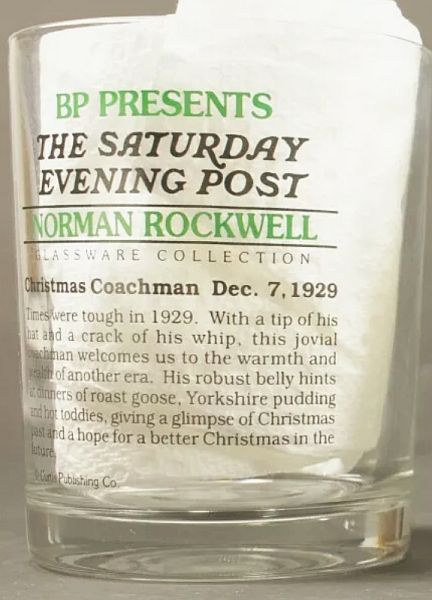 BP PRESENTS
THE SATURDAY
EVENING POST
NORMAN ROCKWELL
GLASSWARE COLLECTION
Christmas Coachman Dec. 7, 1929
Times were tough in 1929. With a tip of his
hat and a crack of his whip, this jovial
coachman welcomes us to the warmth and
wealth of another era. His robust belly hints
at dinners of roast goose, Yorkshire pudding
and hot toddies, giving a glimpse of Christmas
past and a hope for a better Christmas in the
future.
© Curtis Publishing Co.